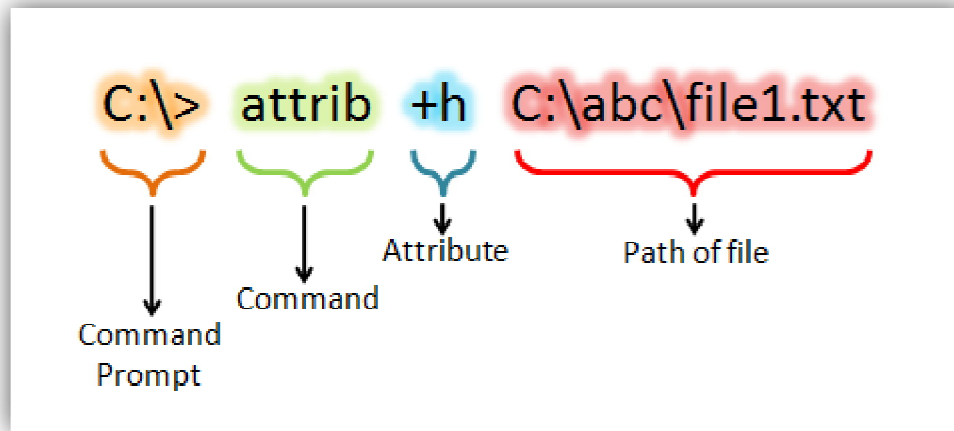 C:\> attrib +h C:\abc\file1.txt
Attribute
Path of file
Command
Command
Prompt